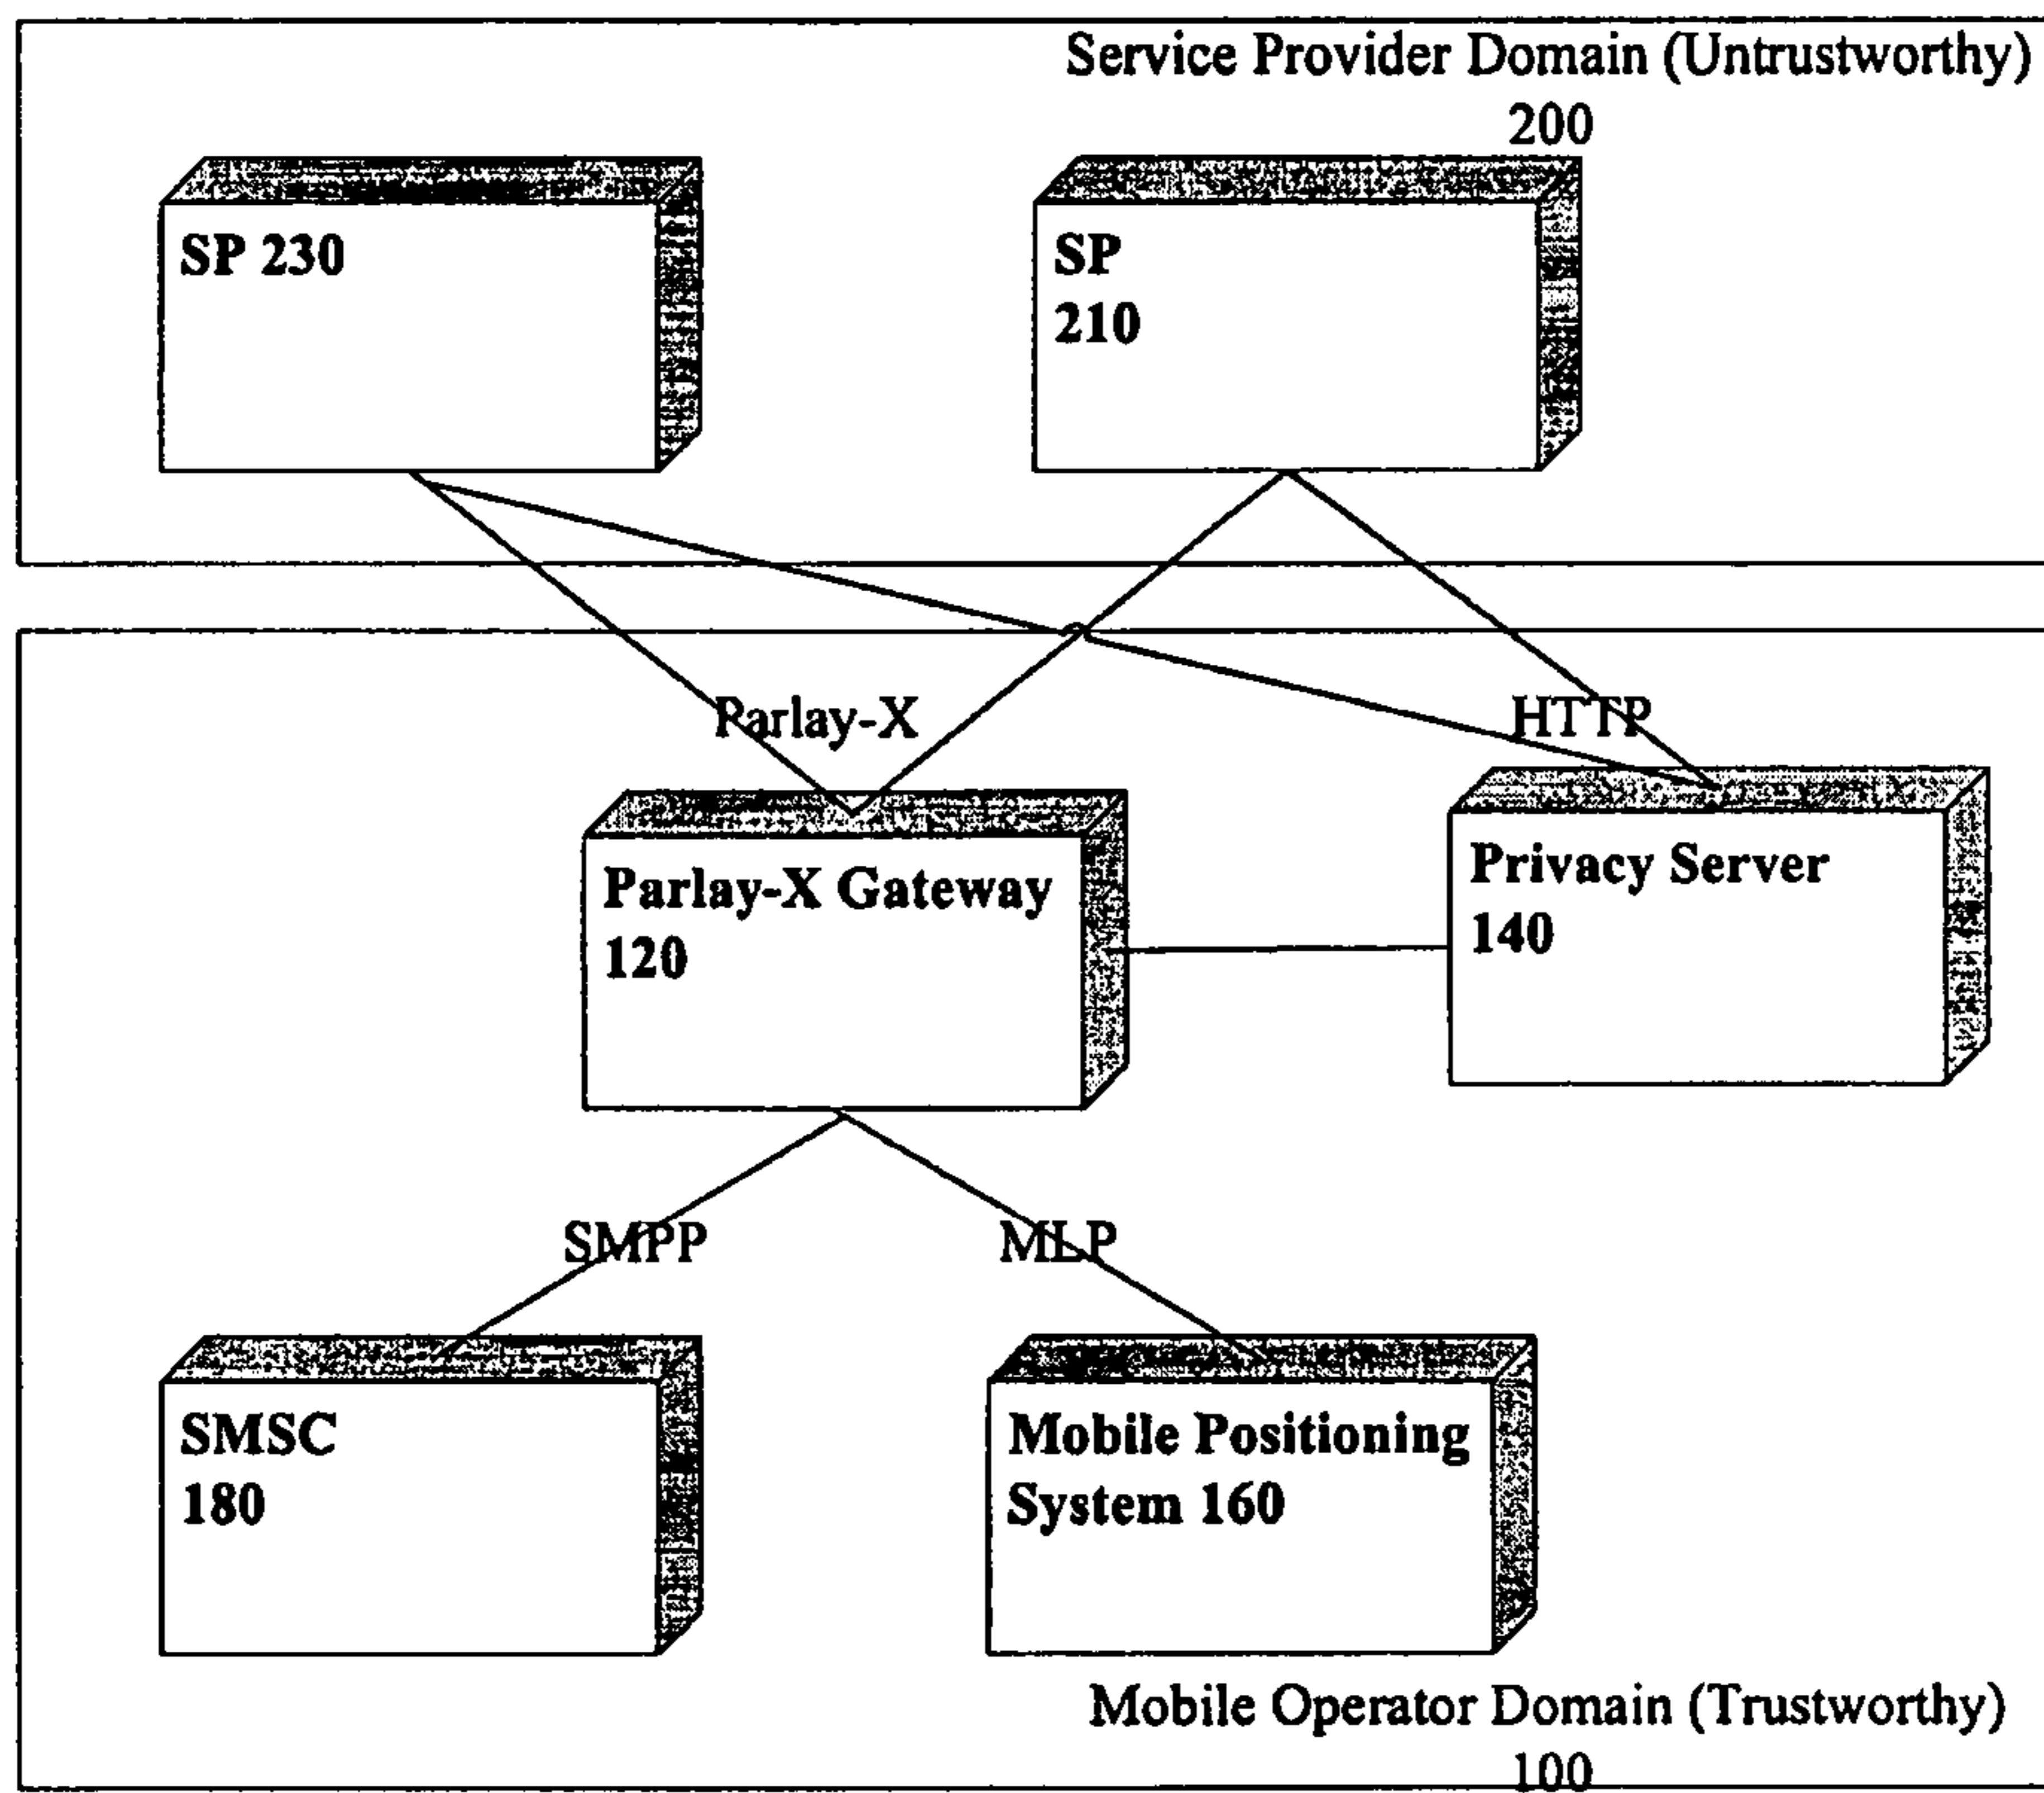 Service Provider Domain (Untrustworthy)
200
SP 230
SP
210
Parlay-X
HTTP
Parlay-X Gateway
120
Privacy Server
140
SMPP
MLP
SMSC
180
Mobile Positioning
System 160
Mobile Operator Domain (Trustworthy)
100